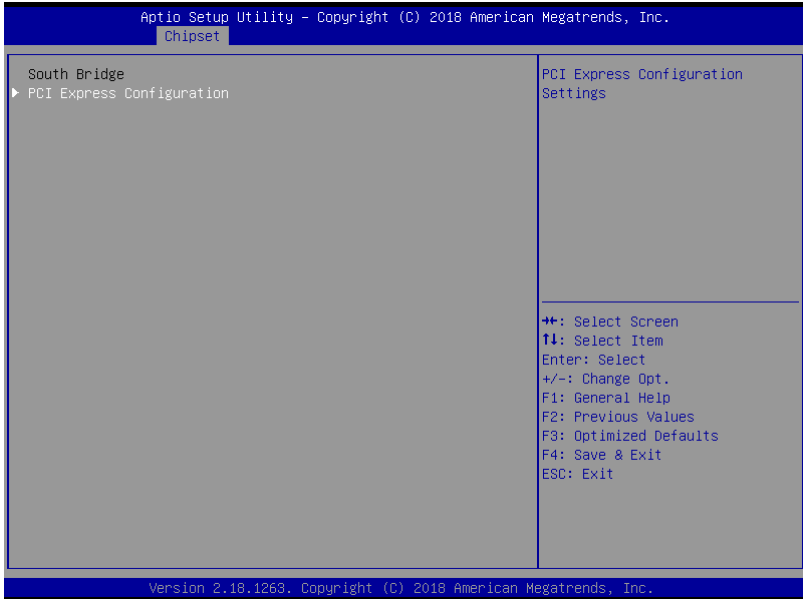 Aptio Setup Utility – Copyright (C) 2018 American Megatrends, Inc.
Chipset
South Bridge
▶ PCI Express Configuration
PCI Express Configuration
Settings
→←: Select Screen
↑↓: Select Item
Enter: Select
+/-: Change Opt.
F1: General Help
F2: Previous Values
F3: Optimized Defaults
F4: Save & Exit
ESC: Exit
Version 2.18.1263. Copyright (C) 2018 American Megatrends, Inc.